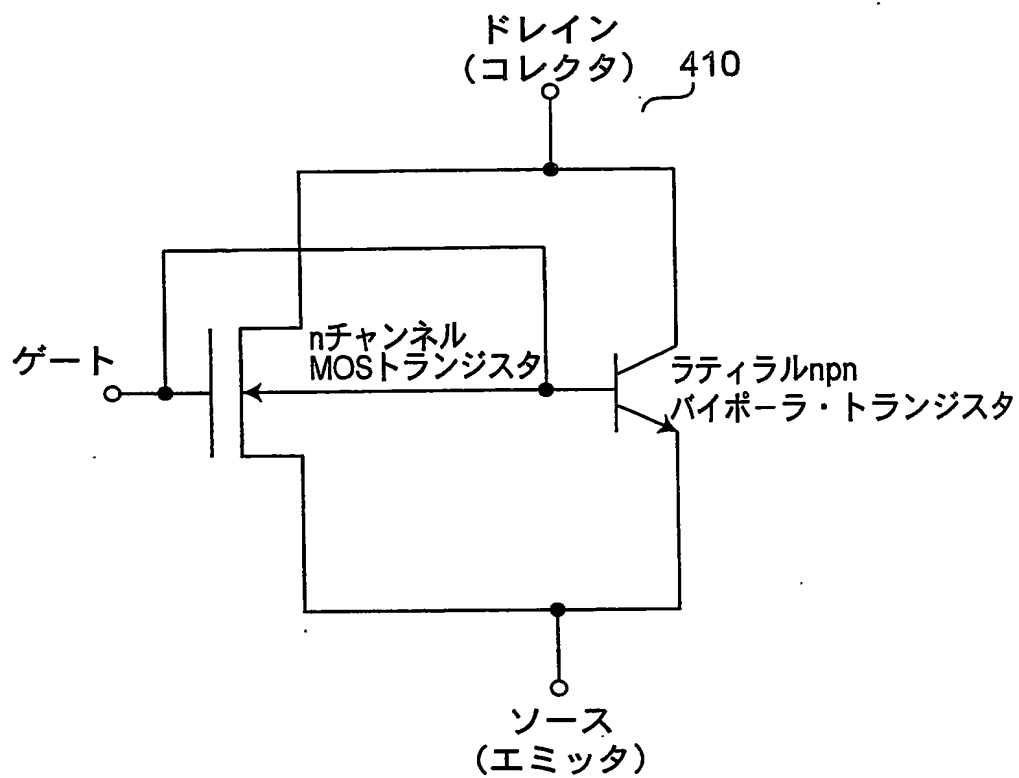 ドレイン
(コレクタ)
410
nチャンネル
MOSトランジスタ
ゲート
ラティラルnpn
バイポーラ・トランジスタ
ソース
(エミッタ)